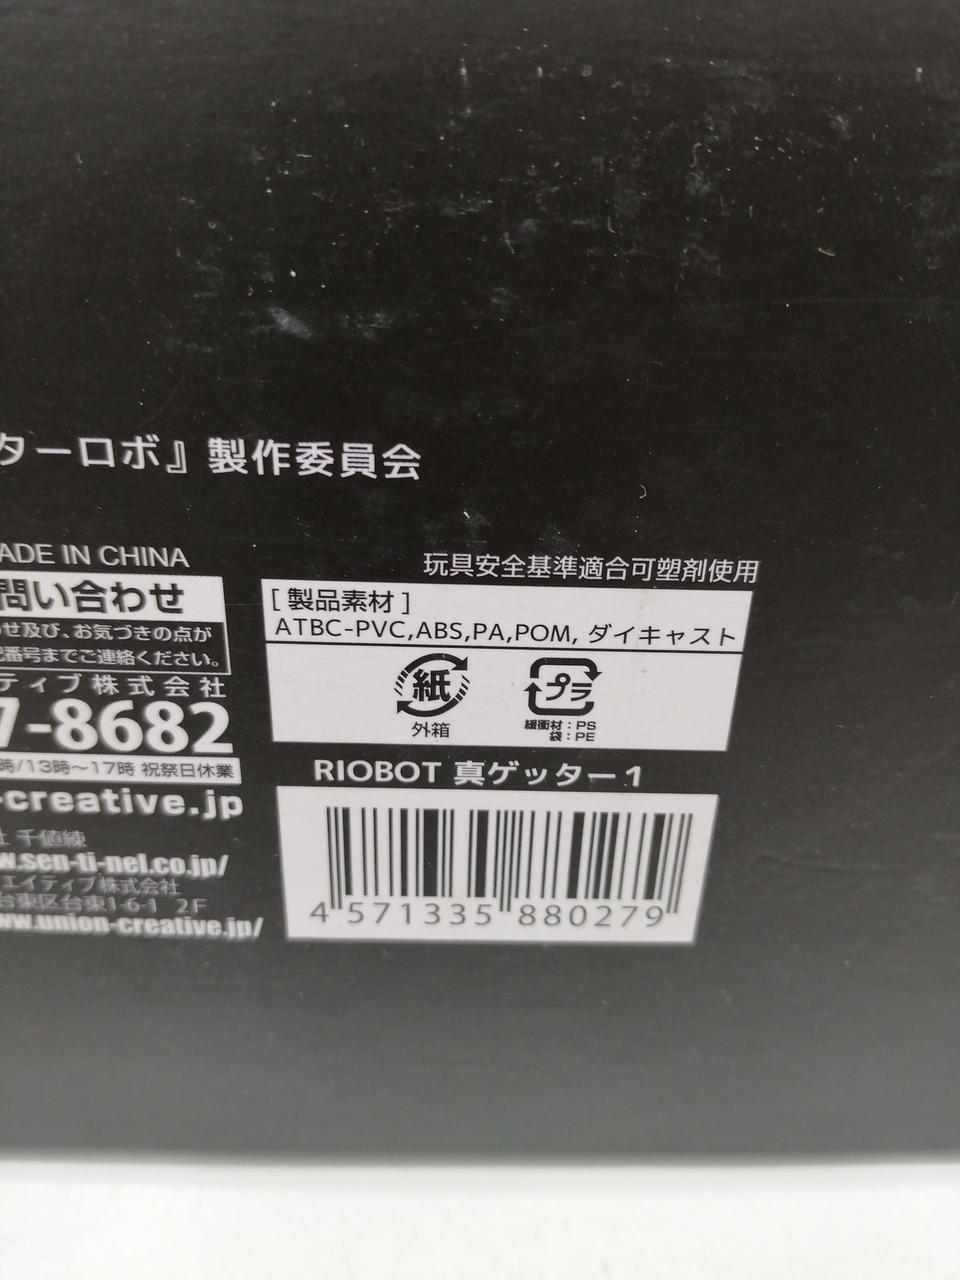 ターロボ』製作委員会
ADE IN CHINA
玩具安全基準適合可塑剤使用
問い合わせ
[ 製品素材 ]
ATBC-PVC,ABS,PA,POM, ダイキャスト
せ及び、お気づきの点が
番号までご連絡ください。
紙
外箱
プラ
緩衝材：PS
袋：PE
ティブ株式会社
7-8682
時/13時〜17時 祝祭日休業
-creative.jp
RIOBOT 真ゲッター1
4 571335 880279
社 千値練
w.sen-ti-nel.co.jp/
エイティブ株式会社
台東区台東1-6-1 2F
ww.union-creative.jp/